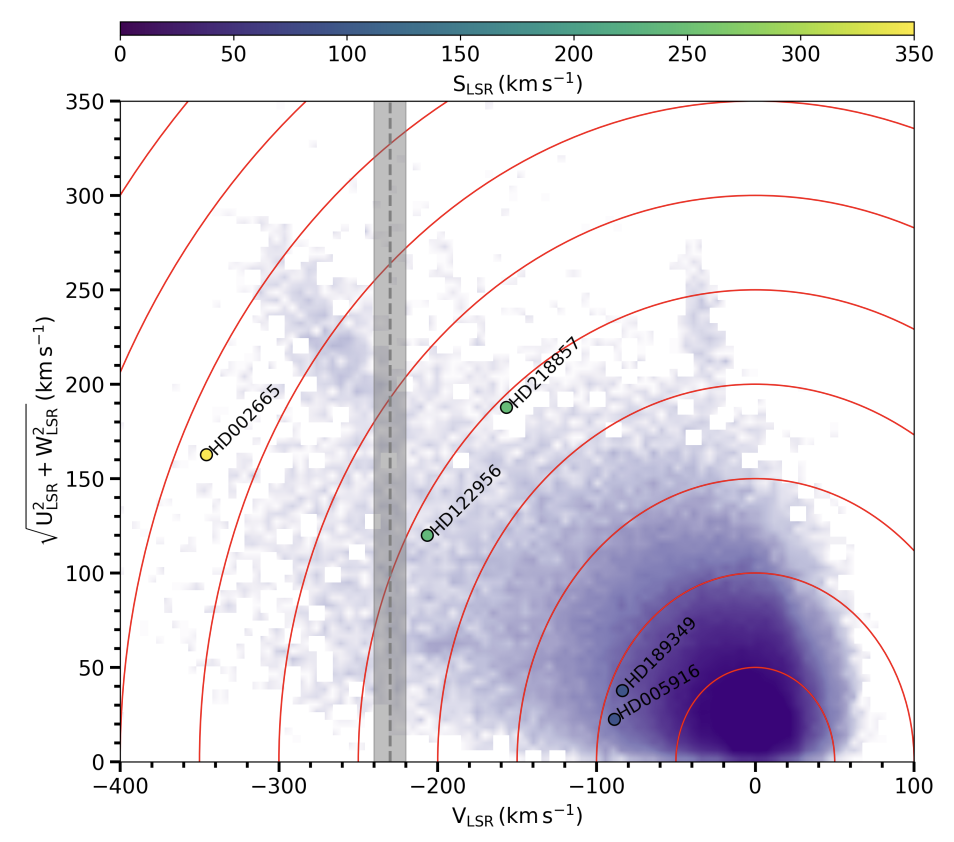 0 50 100 150 200 250 300 350
S_LSR (km s⁻¹)
350
300
250
200
150
100
50
0
√U²_LSR + W²_LSR (km s⁻¹)
HD002665
HD218857
HD122956
HD189349
HD005916
−400 −300 −200 −100 0 100
V_LSR (km s⁻¹)